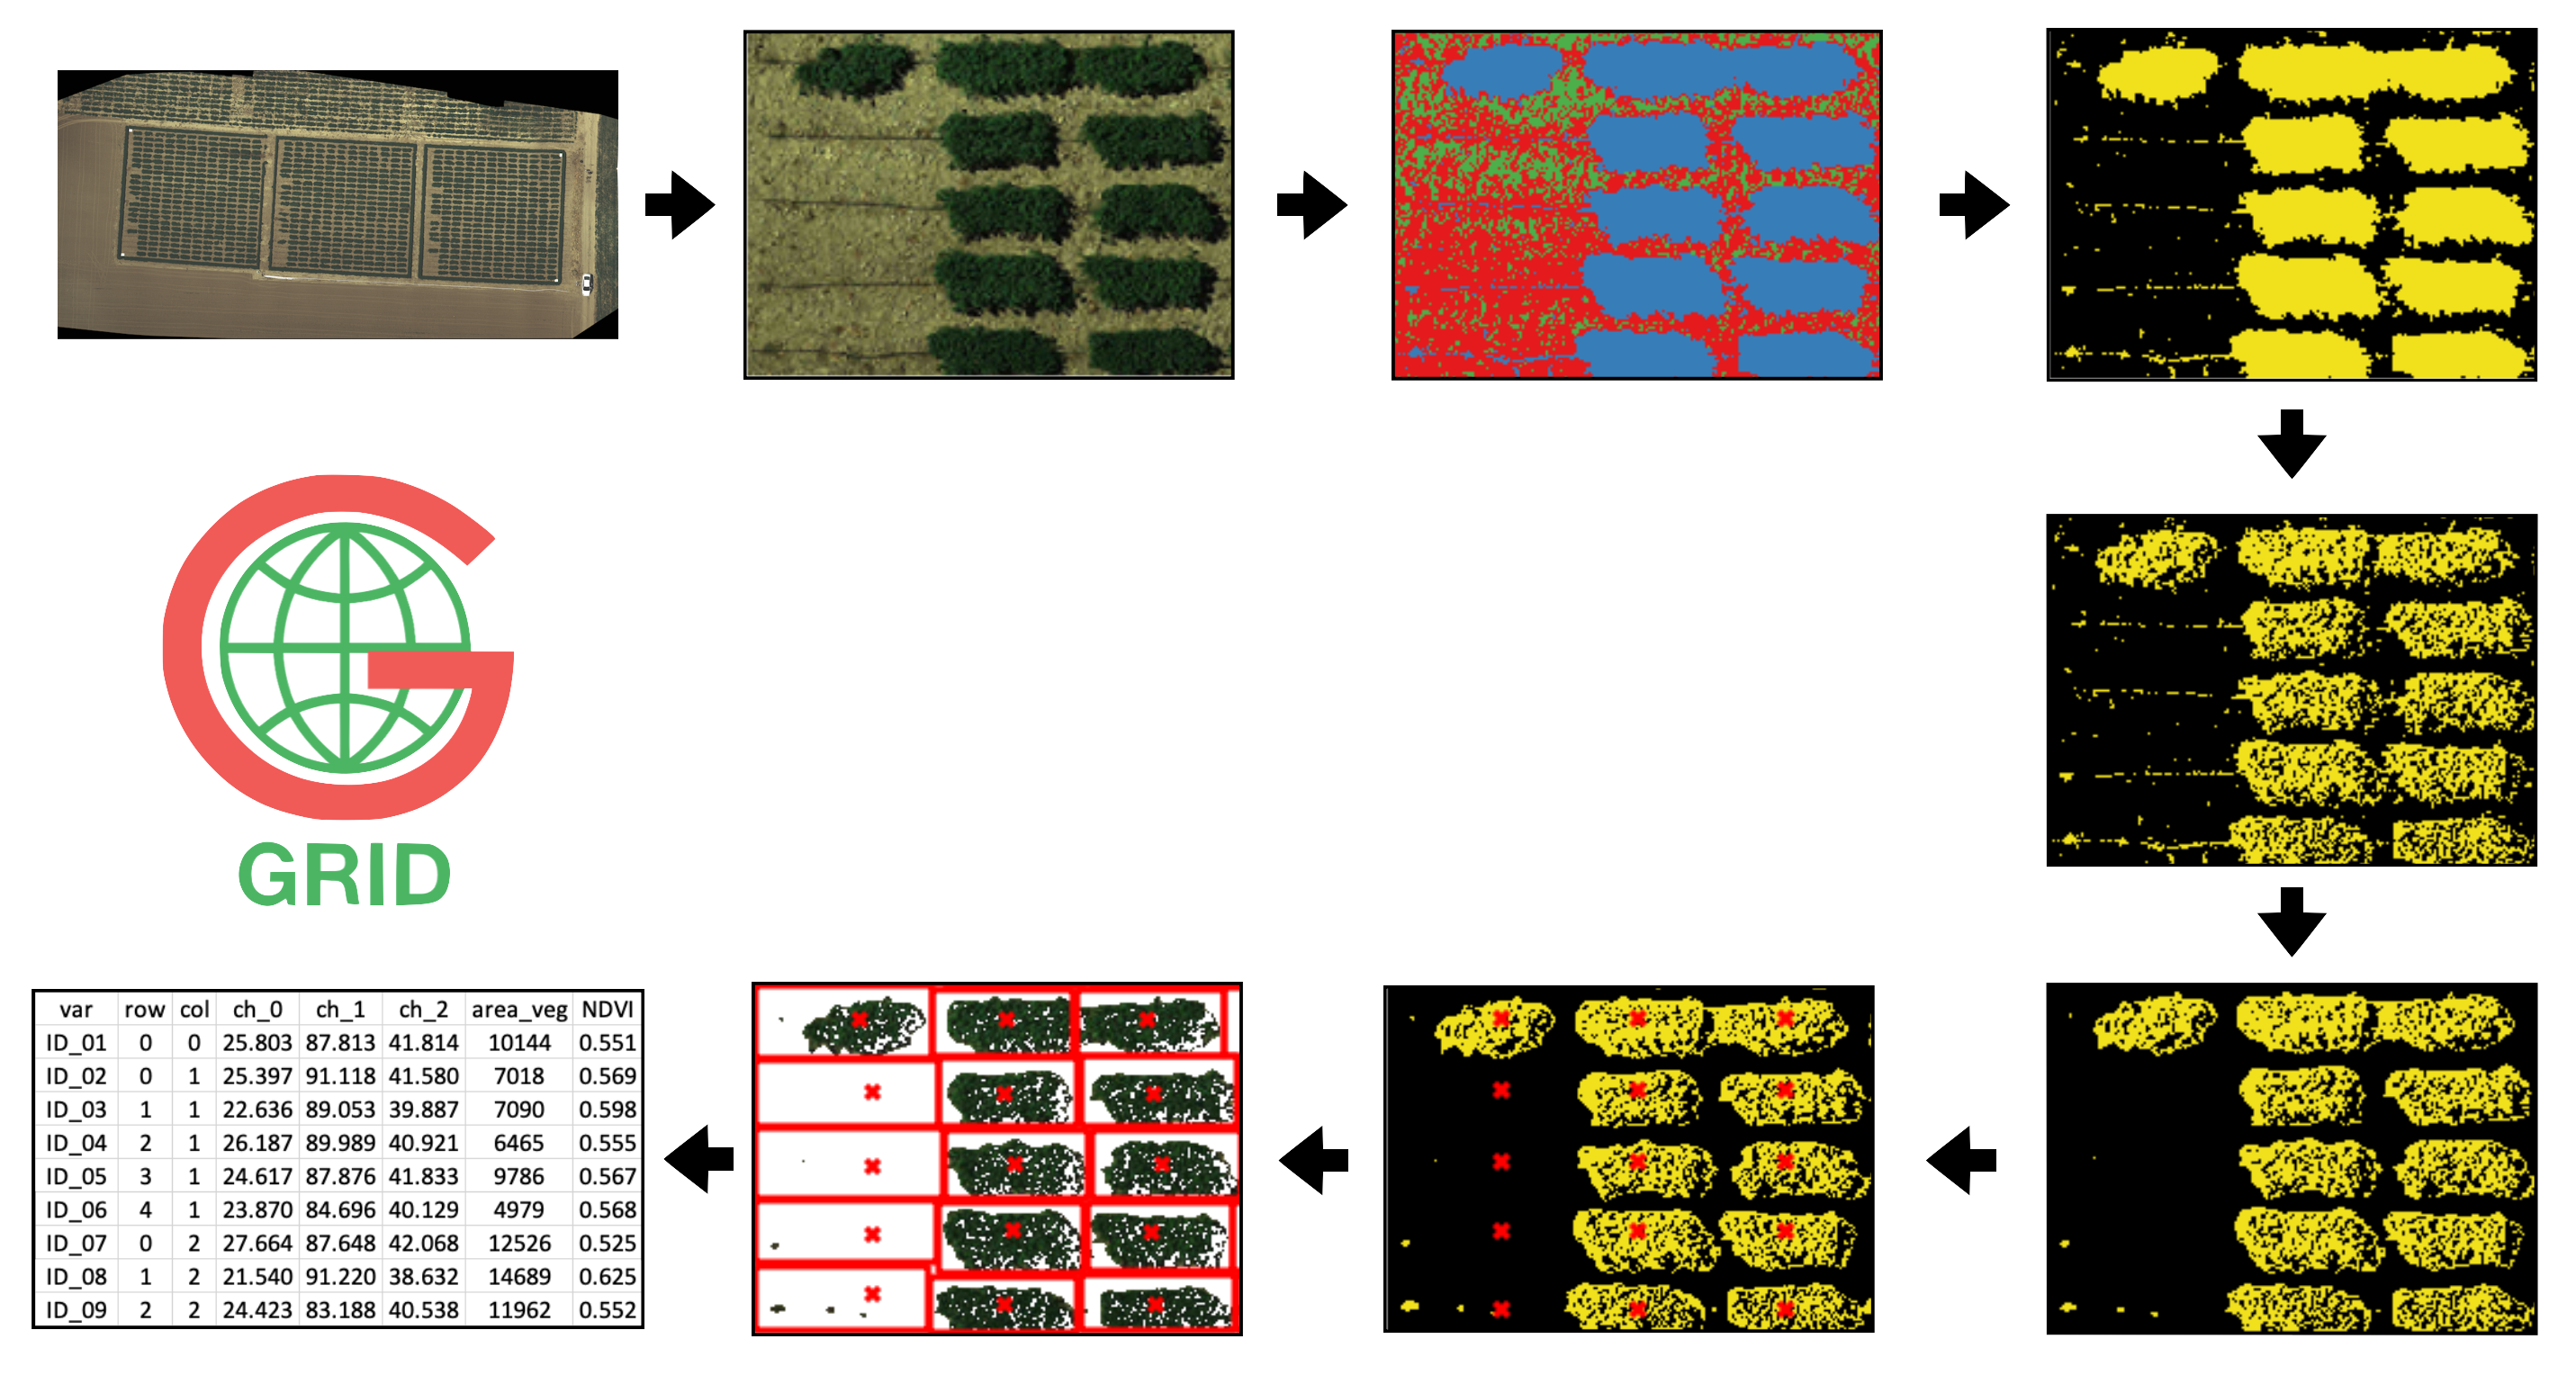 GRID
var row col ch_0 ch_1 ch_2 area_veg NDVI
ID_01 0 0 25.803 87.813 41.814 10144 0.551
ID_02 0 1 25.397 91.118 41.580 7018 0.569
ID_03 1 1 22.636 89.053 39.887 7090 0.598
ID_04 2 1 26.187 89.989 40.921 6465 0.555
ID_05 3 1 24.617 87.876 41.833 9786 0.567
ID_06 4 1 23.870 84.696 40.129 4979 0.568
ID_07 0 2 27.664 87.648 42.068 12526 0.525
ID_08 1 2 21.540 91.220 38.632 14689 0.625
ID_09 2 2 24.423 83.188 40.538 11962 0.552